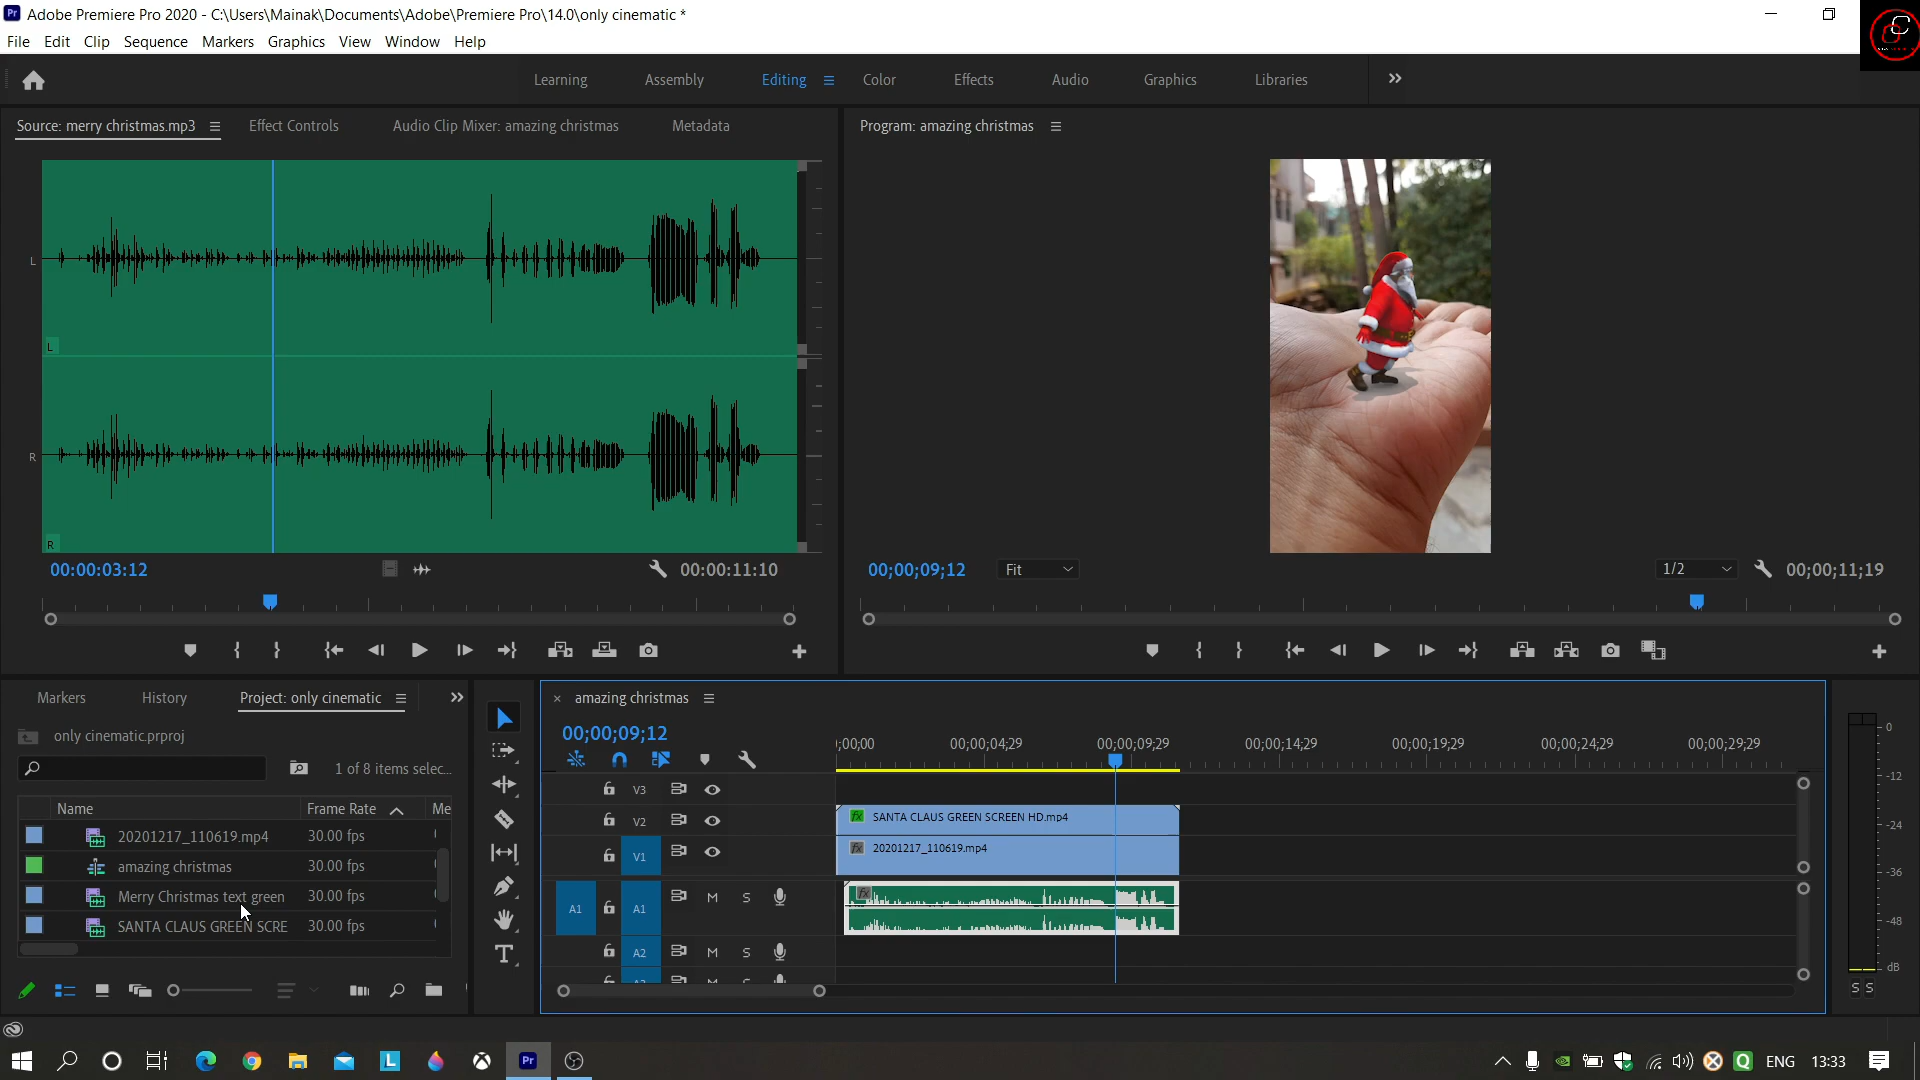 Adobe Premiere Pro 2020 - C:\Users\Mainak\Documents\Adobe\Premiere Pro\14.0\only cinematic *
File Edit Clip Sequence Markers Graphics View Window Help
Learning Assembly Editing Color Effects Audio Graphics Libraries
Source: merry christmas.mp3 Effect Controls Audio Clip Mixer: amazing christmas Metadata
Program: amazing christmas
L
L
R
R
00:00:03:12 00:00:11:10
00;00;09;12 Fit 1/2 00;00;11;19
Markers History Project: only cinematic
only cinematic.prproj
1 of 8 items selec...
Name Frame Rate Me
20201217_110619.mp4 30.00 fps
amazing christmas 30.00 fps
Merry Christmas text green 30.00 fps
SANTA CLAUS GREEN SCRE 30.00 fps
amazing christmas
00;00;09;12
;00;00 00;00;04;29 00;00;09;29 00;00;14;29 00;00;19;29 00;00;24;29 00;00;29;29
V3
V2 fx SANTA CLAUS GREEN SCREEN HD.mp4
V1 fx 20201217_110619.mp4
A1 A1 M S fx
A2 M S
0
-12
-24
-36
-48
dB
S S
T
Pr
ENG 13:33